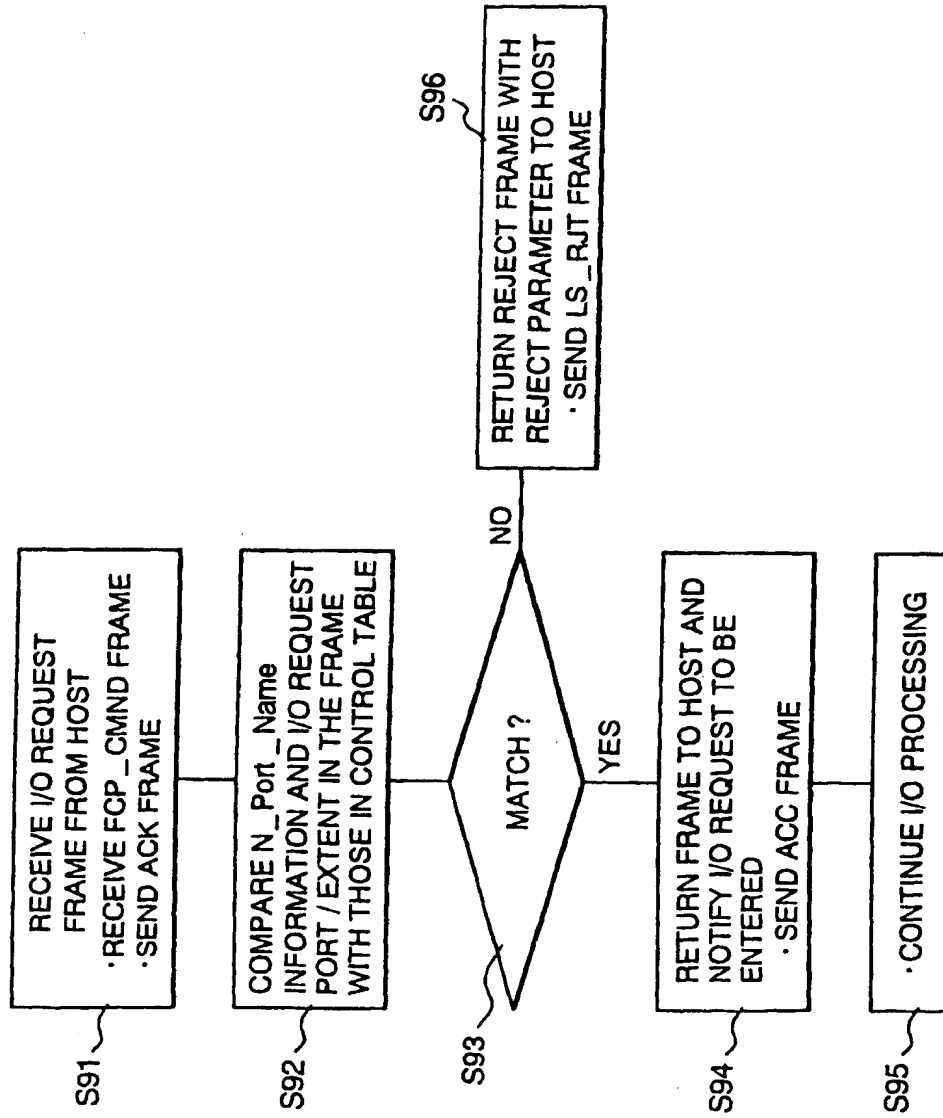 S91
RECEIVE I/O REQUEST
FRAME FROM HOST
·RECEIVE FCP_CMND FRAME
·SEND ACK FRAME
S92
COMPARE N_Port_Name
INFORMATION AND I/O REQUEST
PORT / EXTENT IN THE FRAME
WITH THOSE IN CONTROL TABLE
S93
MATCH ?
NO
S96
RETURN REJECT FRAME WITH
REJECT PARAMETER TO HOST
·SEND LS_RJT FRAME
YES
S94
RETURN FRAME TO HOST AND
NOTIFY I/O REQUEST TO BE
ENTERED
·SEND ACC FRAME
S95
·CONTINUE I/O PROCESSING